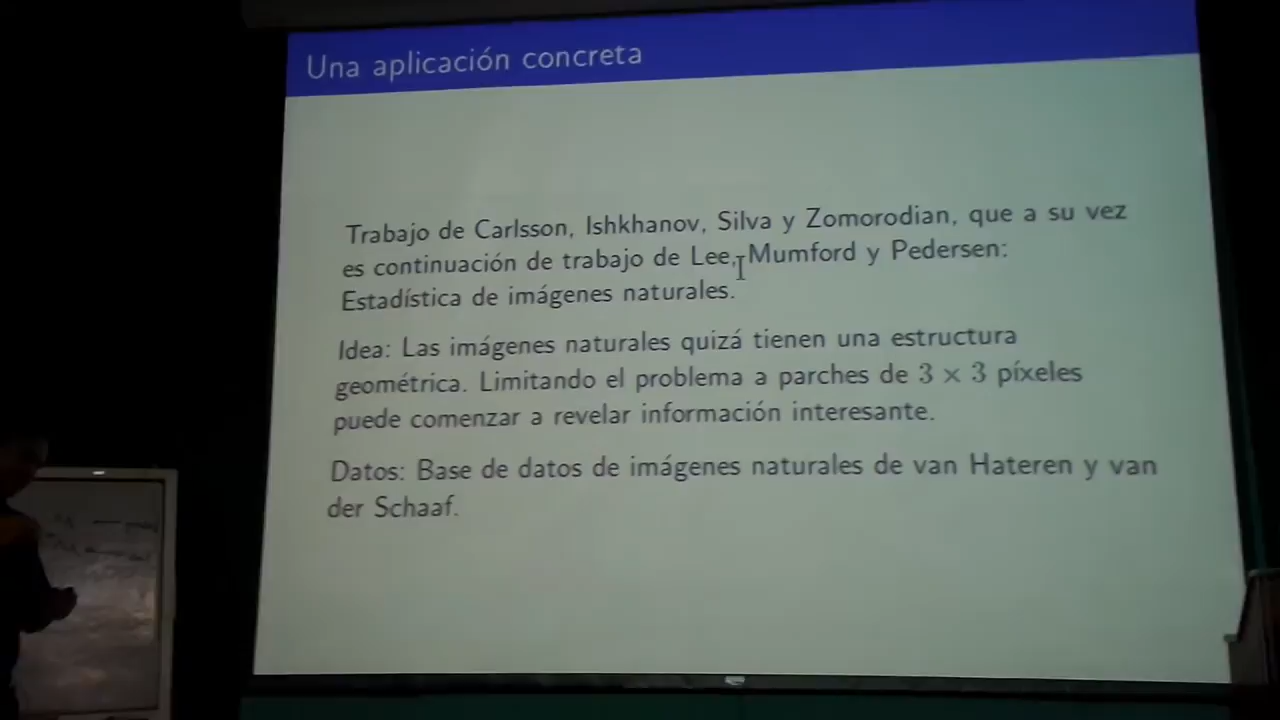 Una aplicación concreta
Trabajo de Carlsson, Ishkhanov, Silva y Zomorodian, que a su vez
es continuación de trabajo de Lee, Mumford y Pedersen:
Estadística de imágenes naturales.
Idea: Las imágenes naturales quizá tienen una estructura
geométrica. Limitando el problema a parches de 3 × 3 píxeles
puede comenzar a revelar información interesante.
Datos: Base de datos de imágenes naturales de van Hateren y van
der Schaaf.